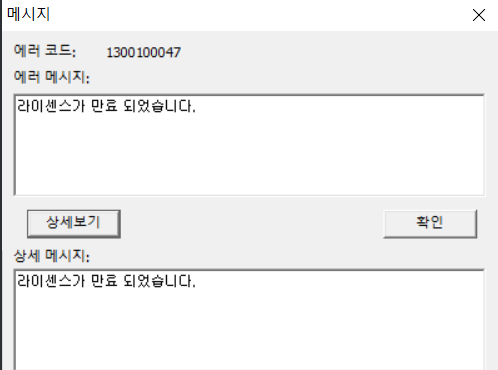 메시지
에러 코드: 1300100047
에러 메시지:
라이센스가 만료 되었습니다.
상세보기 확인
상세 메시지:
라이센스가 만료 되었습니다.